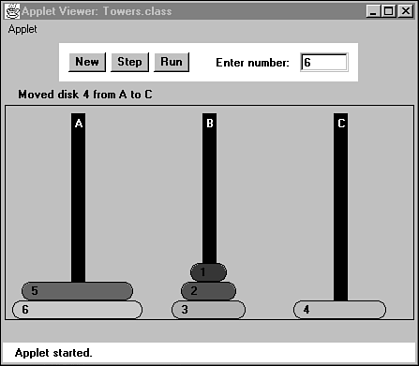 Applet Viewer: Towers.class
Applet
New Step Run Enter number: 6
Moved disk 4 from A to C
A B C
1
5 2
6 3 4
Applet started.